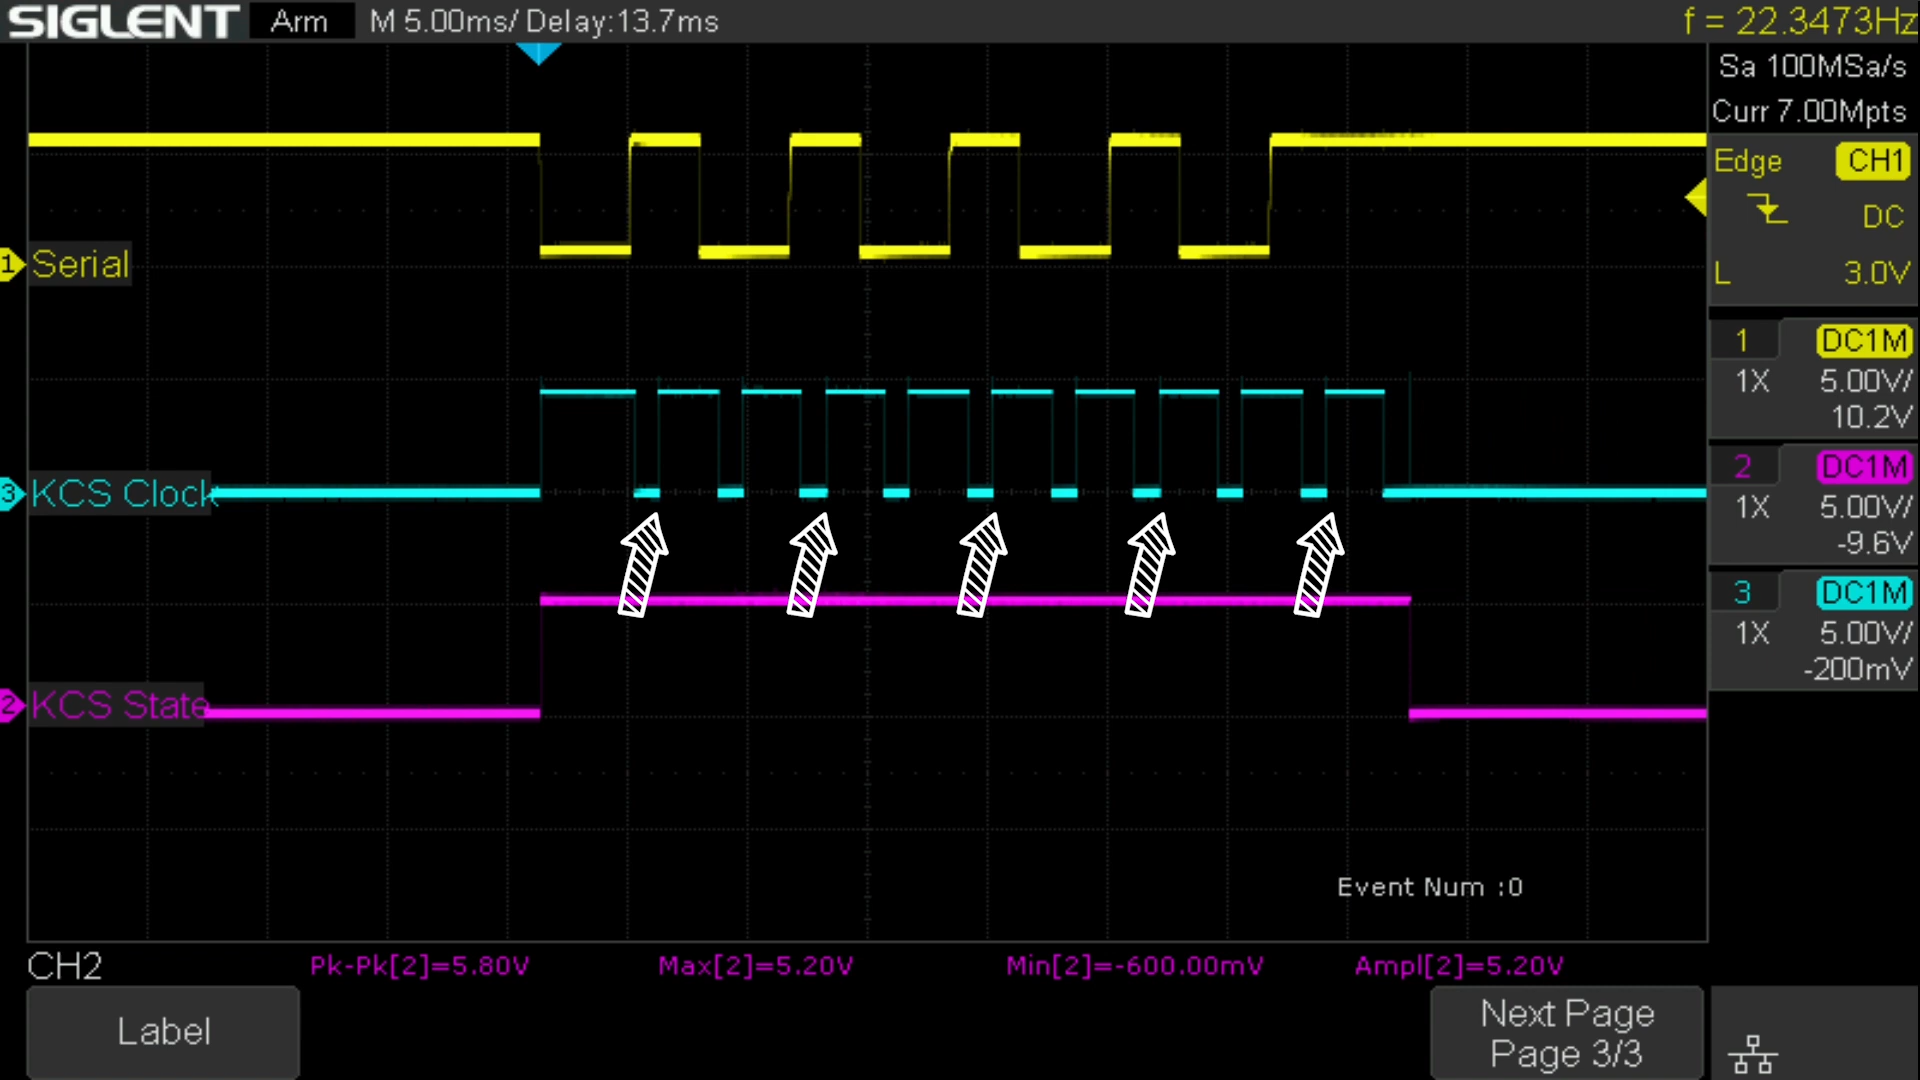 SIGLENT Arm M 5.00ms/ Delay:13.7ms f = 22.3473Hz
Sa 100MSa/s
Curr 7.00Mpts
Edge CH1
DC
L 3.0V
1 Serial
1 DC1M
1X 5.00V/
10.2V
2 DC1M
1X 5.00V/
-9.6V
3 KCS Clock
3 DC1M
1X 5.00V/
-200mV
2 KCS State
Event Num :0
CH2 Pk-Pk[2]=5.80V Max[2]=5.20V Min[2]=-600.00mV Ampl[2]=5.20V
Label
Next Page
Page 3/3